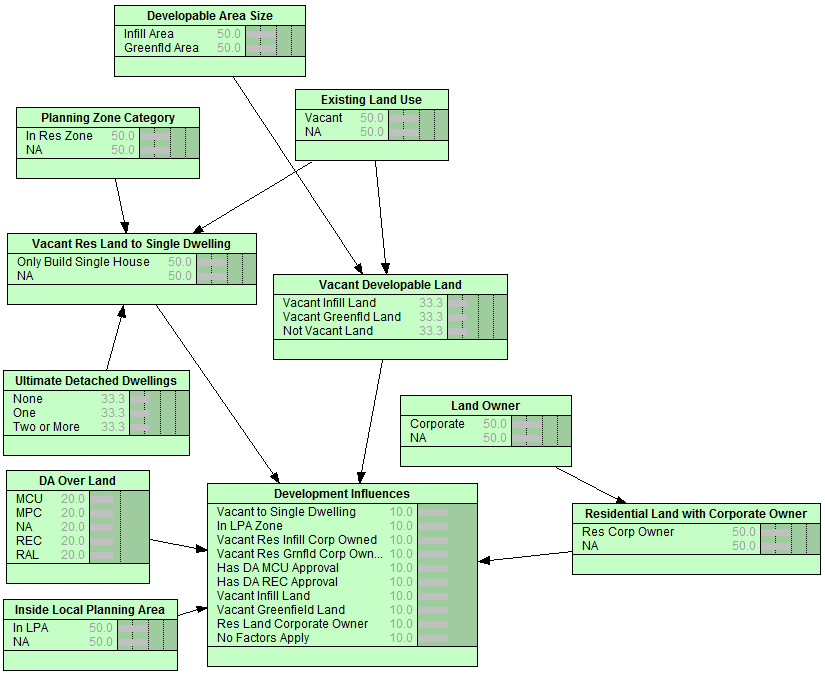 Developable Area Size
Infill Area 50.0
Greenfld Area 50.0
Existing Land Use
Vacant 50.0
NA 50.0
Planning Zone Category
In Res Zone 50.0
NA 50.0
Vacant Res Land to Single Dwelling
Only Build Single House 50.0
NA 50.0
Vacant Developable Land
Vacant Infill Land 33.3
Vacant Greenfld Land 33.3
Not Vacant Land 33.3
Ultimate Detached Dwellings
None 33.3
One 33.3
Two or More 33.3
Land Owner
Corporate 50.0
NA 50.0
DA Over Land
MCU 20.0
MPC 20.0
NA 20.0
REC 20.0
RAL 20.0
Development Influences
Vacant to Single Dwelling 10.0
In LPA Zone 10.0
Vacant Res Infill Corp Owned 10.0
Vacant Res Grnfld Corp Own... 10.0
Has DA MCU Approval 10.0
Has DA REC Approval 10.0
Vacant Infill Land 10.0
Vacant Greenfield Land 10.0
Res Land Corporate Owner 10.0
No Factors Apply 10.0
Residential Land with Corporate Owner
Res Corp Owner 50.0
NA 50.0
Inside Local Planning Area
In LPA 50.0
NA 50.0